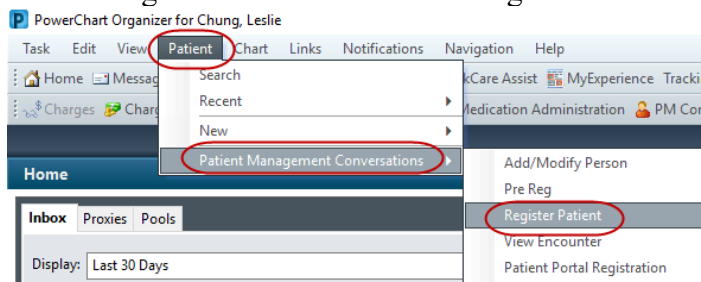 PowerChart Organizer for Chung, Leslie
Task Edit View Patient Chart Links Notifications Navigation Help
Home Messag Search kCare Assist MyExperience Tracki
Charges Charg Recent Medication Administration PM Con
New
Patient Management Conversations Add/Modify Person
Home Pre Reg
Inbox Proxies Pools Register Patient
View Encounter
Display: Last 30 Days Patient Portal Registration